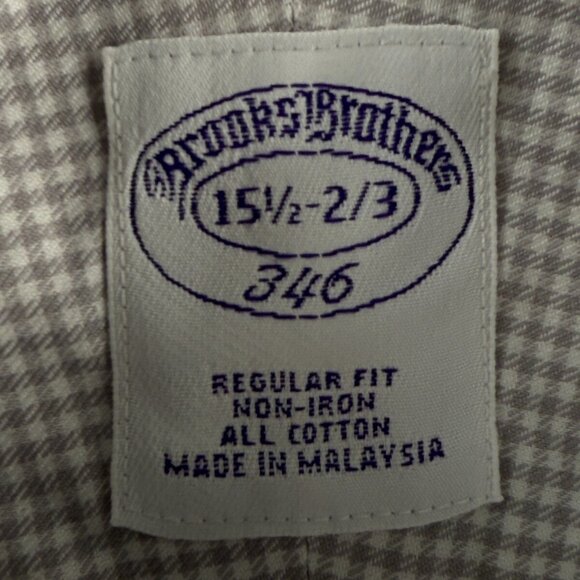 Brooks Brothers
15½-2/3
346
REGULAR FIT
NON-IRON
ALL COTTON
MADE IN MALAYSIA